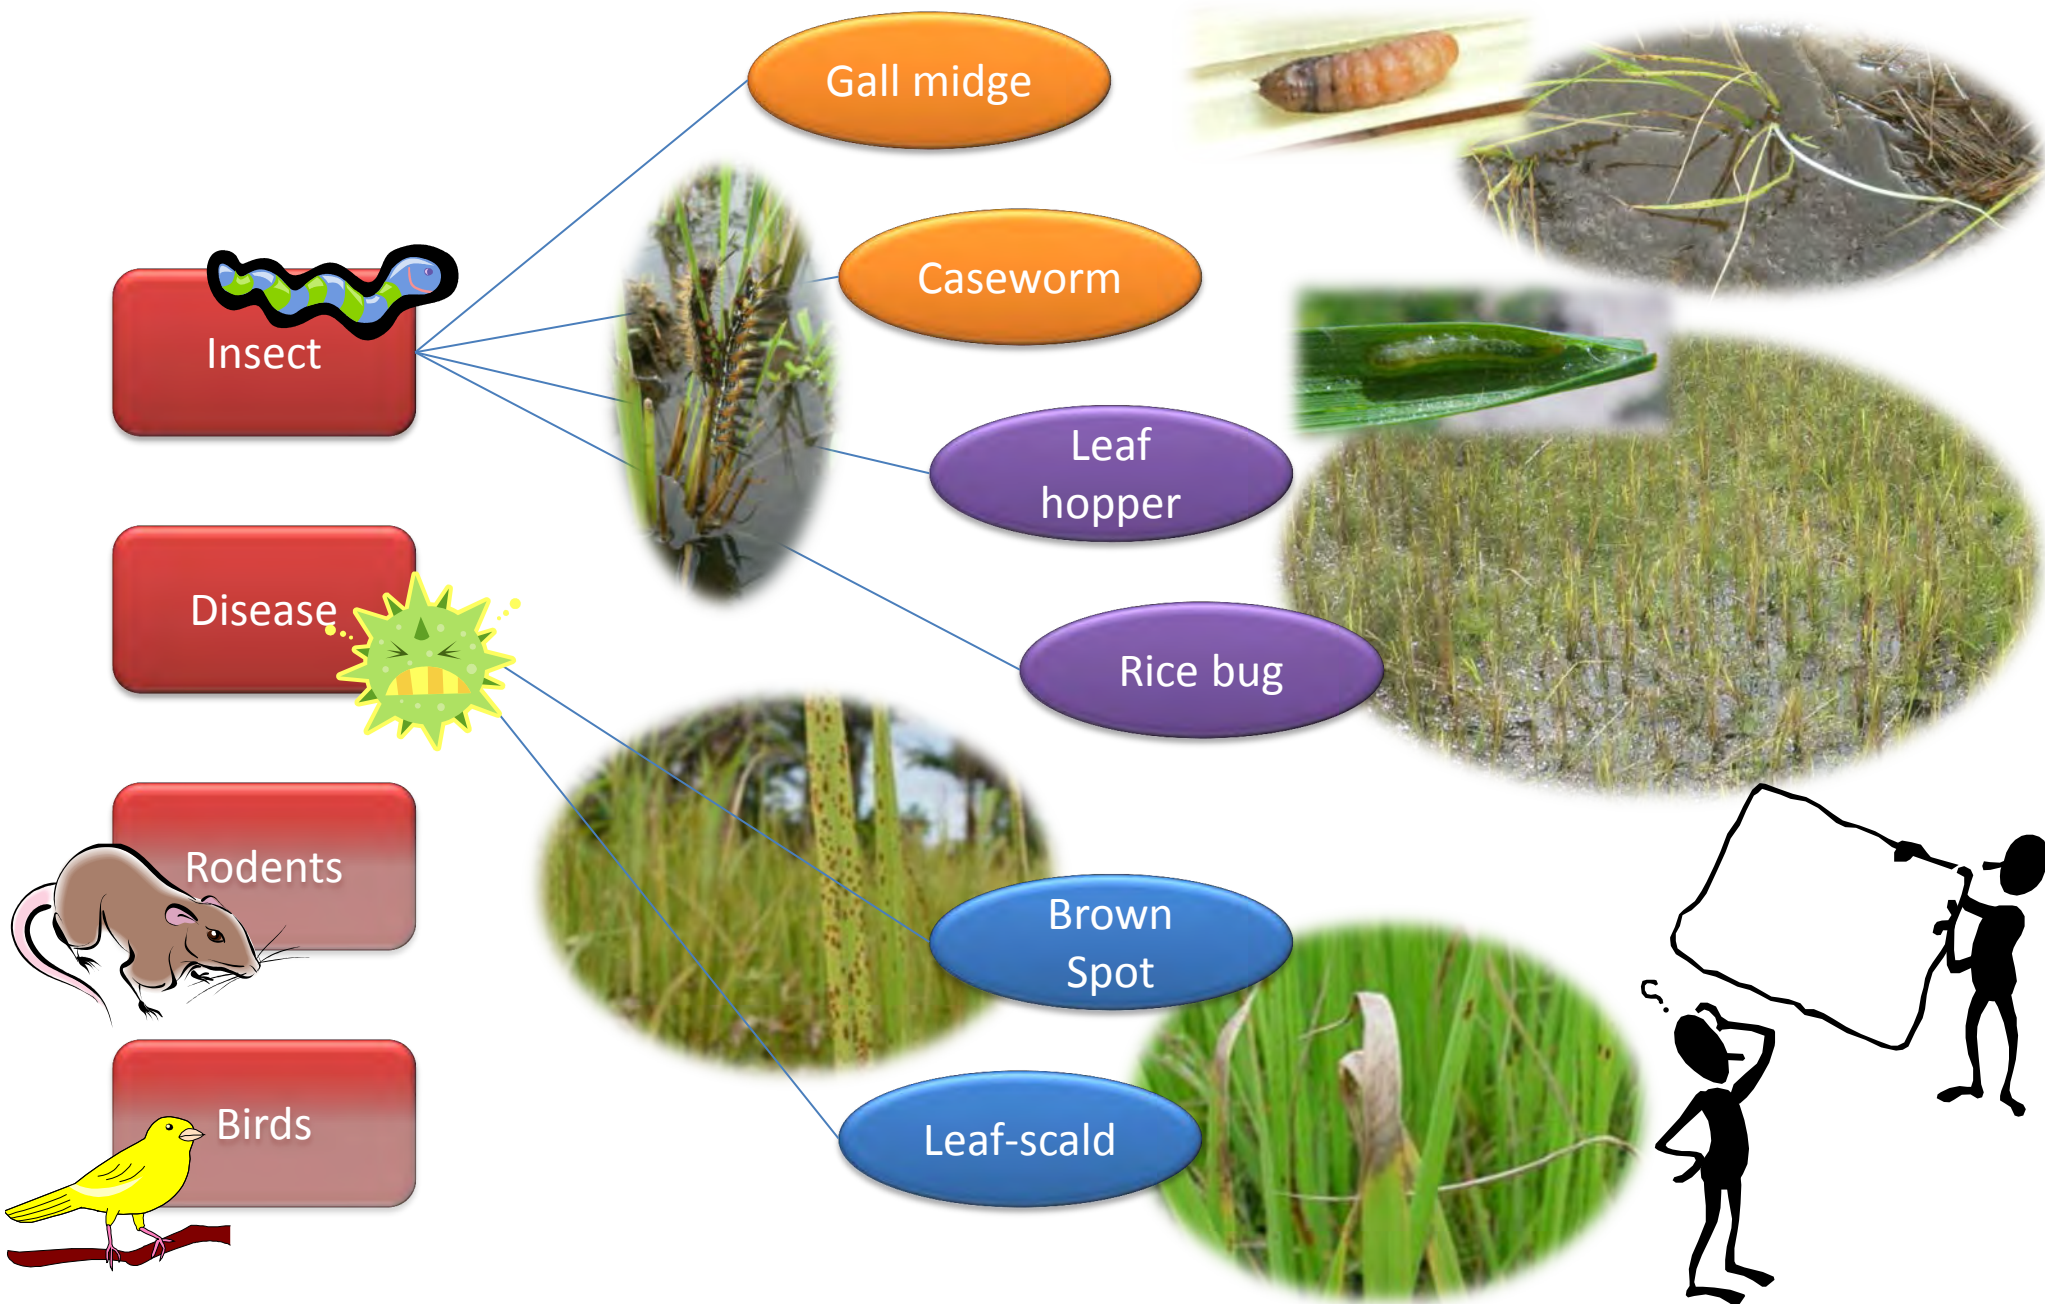 Gall midge
Caseworm
Insect
Leaf
hopper
Disease
Rice bug
Rodents
Brown
Spot
Birds
Leaf-scald